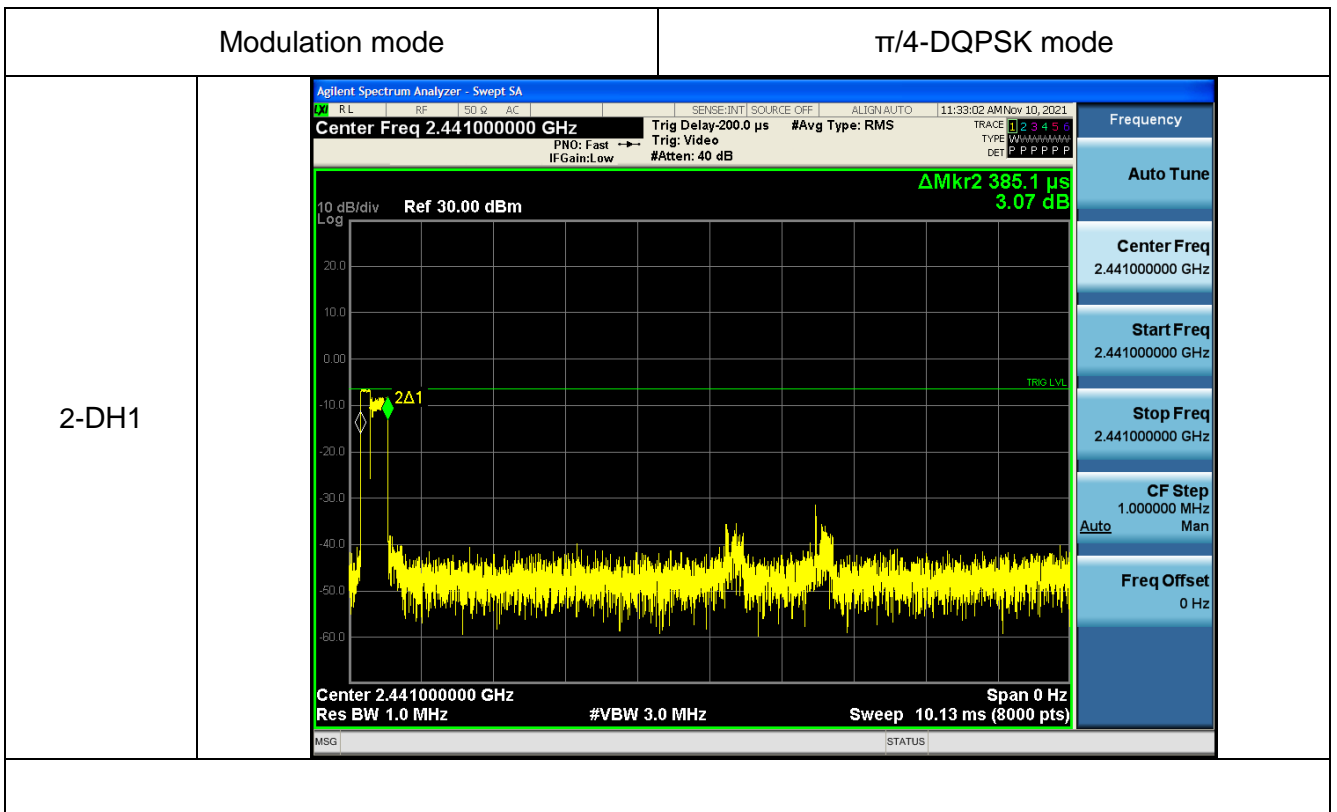 Modulation mode
π/4-DQPSK mode
2-DH1
Agilent Spectrum Analyzer - Swept SA
LXI RL RF 50 Ω AC SENSE:INT SOURCE OFF ALIGN AUTO 11:33:02 AM Nov 10, 2021
Center Freq 2.441000000 GHz
PNO: Fast
IFGain:Low
Trig Delay-200.0 µs #Avg Type: RMS
Trig: Video
#Atten: 40 dB
TRACE 1 2 3 4 5 6
TYPE WWWWWW
DET P P P P P P
ΔMkr2 385.1 µs
3.07 dB
10 dB/div Ref 30.00 dBm
Log
20.0
10.0
0.00
-10.0
-20.0
-30.0
-40.0
-50.0
-60.0
TRIG LVL
2Δ1
Center 2.441000000 GHz Span 0 Hz
Res BW 1.0 MHz #VBW 3.0 MHz Sweep 10.13 ms (8000 pts)
MSG STATUS
Frequency
Auto Tune
Center Freq
2.441000000 GHz
Start Freq
2.441000000 GHz
Stop Freq
2.441000000 GHz
CF Step
1.000000 MHz
Auto Man
Freq Offset
0 Hz